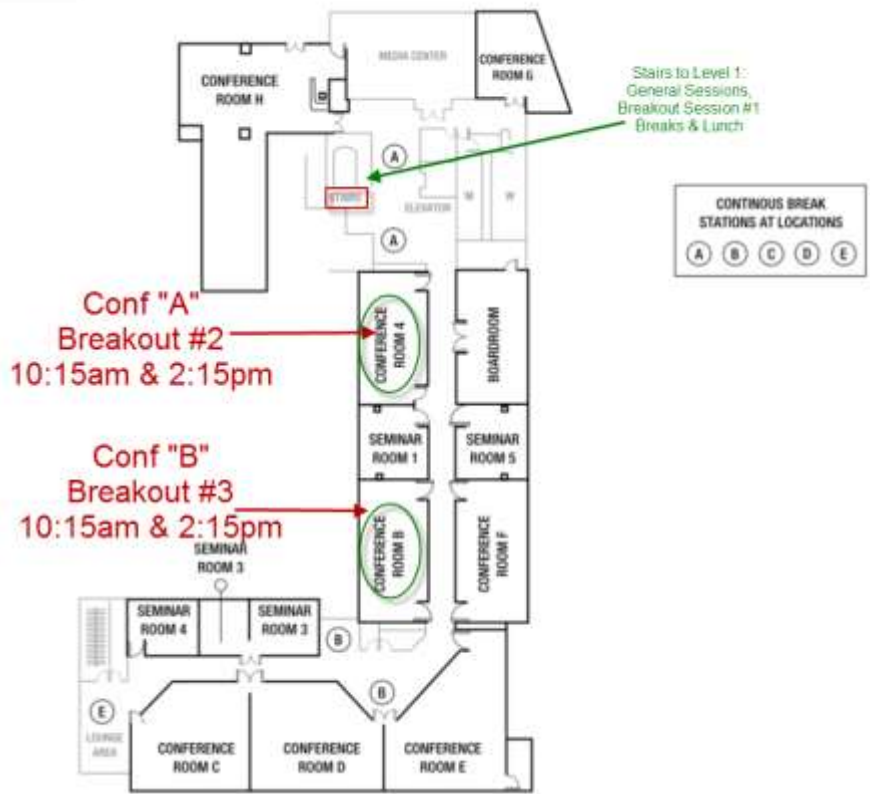 MEDIA CENTER
CONFERENCE
ROOM G
CONFERENCE
ROOM H
Stairs to Level 1:
General Sessions,
Breakout Session #1
Breaks & Lunch
A
STAIRS
ELEVATOR
M
W
CONTINOUS BREAK
STATIONS AT LOCATIONS
A B C D E
A
Conf "A"
Breakout #2
10:15am & 2:15pm
CONFERENCE
ROOM 4
BOARDROOM
SEMINAR
ROOM 1
SEMINAR
ROOM 5
Conf "B"
Breakout #3
10:15am & 2:15pm
CONFERENCE
ROOM B
CONFERENCE
ROOM F
SEMINAR
ROOM 3
SEMINAR
ROOM 4
SEMINAR
ROOM 3
B
B
E
LOUNGE
AREA
CONFERENCE
ROOM C
CONFERENCE
ROOM D
CONFERENCE
ROOM E